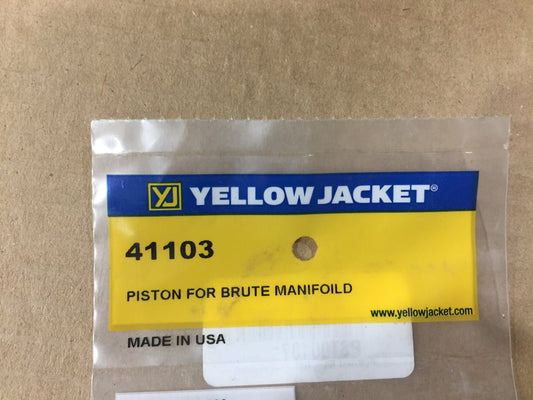 YJ YELLOW JACKET®
41103
PISTON FOR BRUTE MANIFOILD
www.yellowjacket.com
MADE IN USA